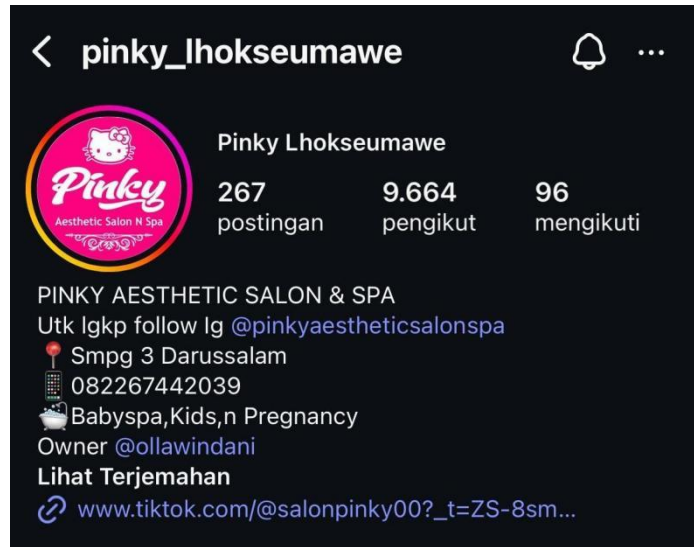 pinky_lhokseumawe
Pinky
Aesthetic Salon N Spa
Pinky Lhokseumawe
267 9.664 96
postingan pengikut mengikuti
PINKY AESTHETIC SALON & SPA
Utk lgkp follow Ig @pinkyaestheticsalonspa
📍 Smpg 3 Darussalam
📱 082267442039
🛁Babyspa,Kids,n Pregnancy
Owner @ollawindani
Lihat Terjemahan
www.tiktok.com/@salonpinky00?_t=ZS-8sm...